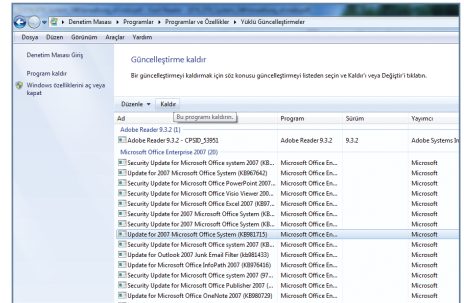 Denetim Masası ▸ Programlar ▸ Programlar ve Özellikler ▸ Yüklü Güncelleştirmeler
Dosya Düzen Görünüm Araçlar Yardım
Denetim Masası Giriş
Program kaldır
Windows özelliklerini aç veya
kapat
Güncelleştirme kaldır
Bir güncelleştirmeyi kaldırmak için söz konusu güncelleştirmeyi listeden seçin ve Kaldır'ı veya Değiştir'i tıklatın.
Düzenle Kaldır
Bu programı kaldırın.
Ad Program Sürüm Yayımcı
Adobe Reader 9.3.2 (1)
Adobe Reader 9.3.2 - CPSID_53951 Adobe Reader 9.3.2 9.3.2 Adobe Systems In
Microsoft Office Enterprise 2007 (20)
Security Update for Microsoft Office system 2007 (KB... Microsoft Office En... Microsoft
Update for 2007 Microsoft Office System (KB967642) Microsoft Office En... Microsoft
Security Update for Microsoft Office PowerPoint 2007... Microsoft Office En... Microsoft
Security Update for Microsoft Office Visio Viewer 200... Microsoft Office En... Microsoft
Security Update for Microsoft Office Excel 2007 (KB97... Microsoft Office En... Microsoft
Security Update for 2007 Microsoft Office System (KB... Microsoft Office En... Microsoft
Security Update for 2007 Microsoft Office System (KB... Microsoft Office En... Microsoft
Update for 2007 Microsoft Office System (KB981715) Microsoft Office En... Microsoft
Security Update for Microsoft Office system 2007 (KB... Microsoft Office En... Microsoft
Update for Outlook 2007 Junk Email Filter (kb981433) Microsoft Office En... Microsoft
Update for Microsoft Office InfoPath 2007 (KB976416) Microsoft Office En... Microsoft
Security Update for Microsoft Office system 2007 (97... Microsoft Office En... Microsoft
Security Update for Microsoft Office Publisher 2007 (... Microsoft Office En... Microsoft
Update for Microsoft Office OneNote 2007 (KB980729) Microsoft Office En... Microsoft